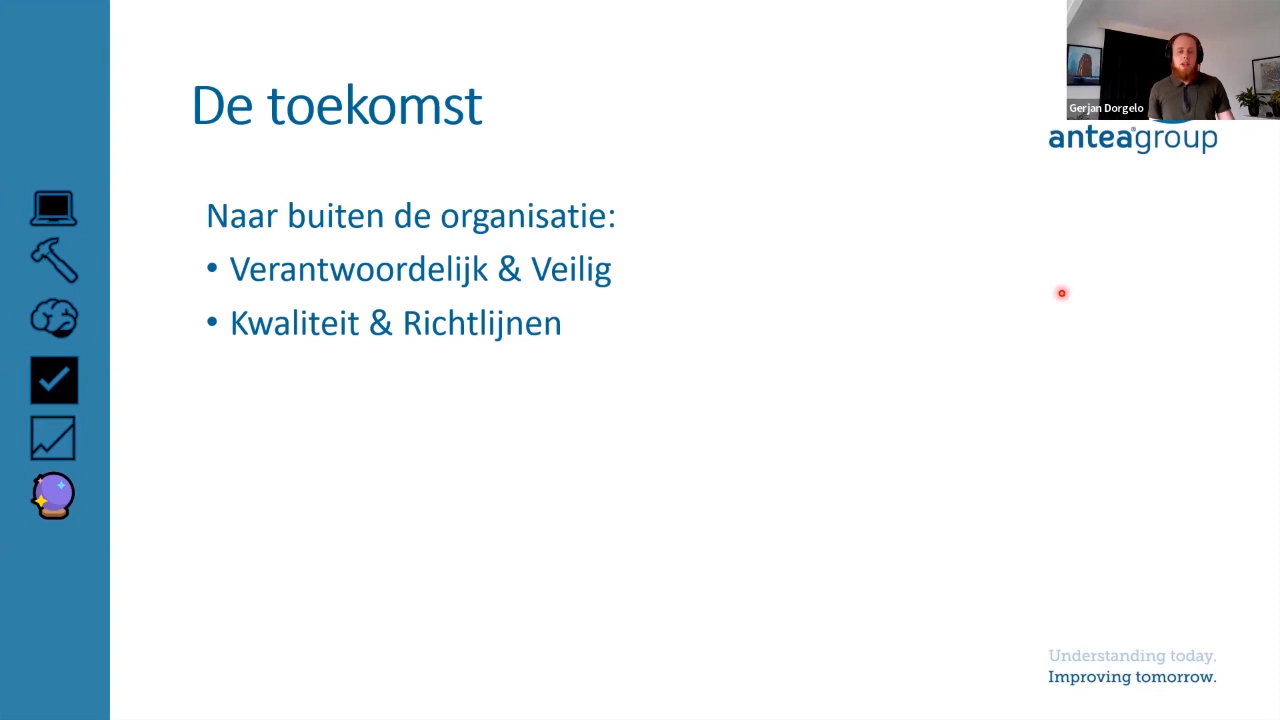 De toekomst
Gerjan Dorgelo
anteagroup
Naar buiten de organisatie:
• Verantwoordelijk & Veilig
• Kwaliteit & Richtlijnen
Understanding today.
Improving tomorrow.